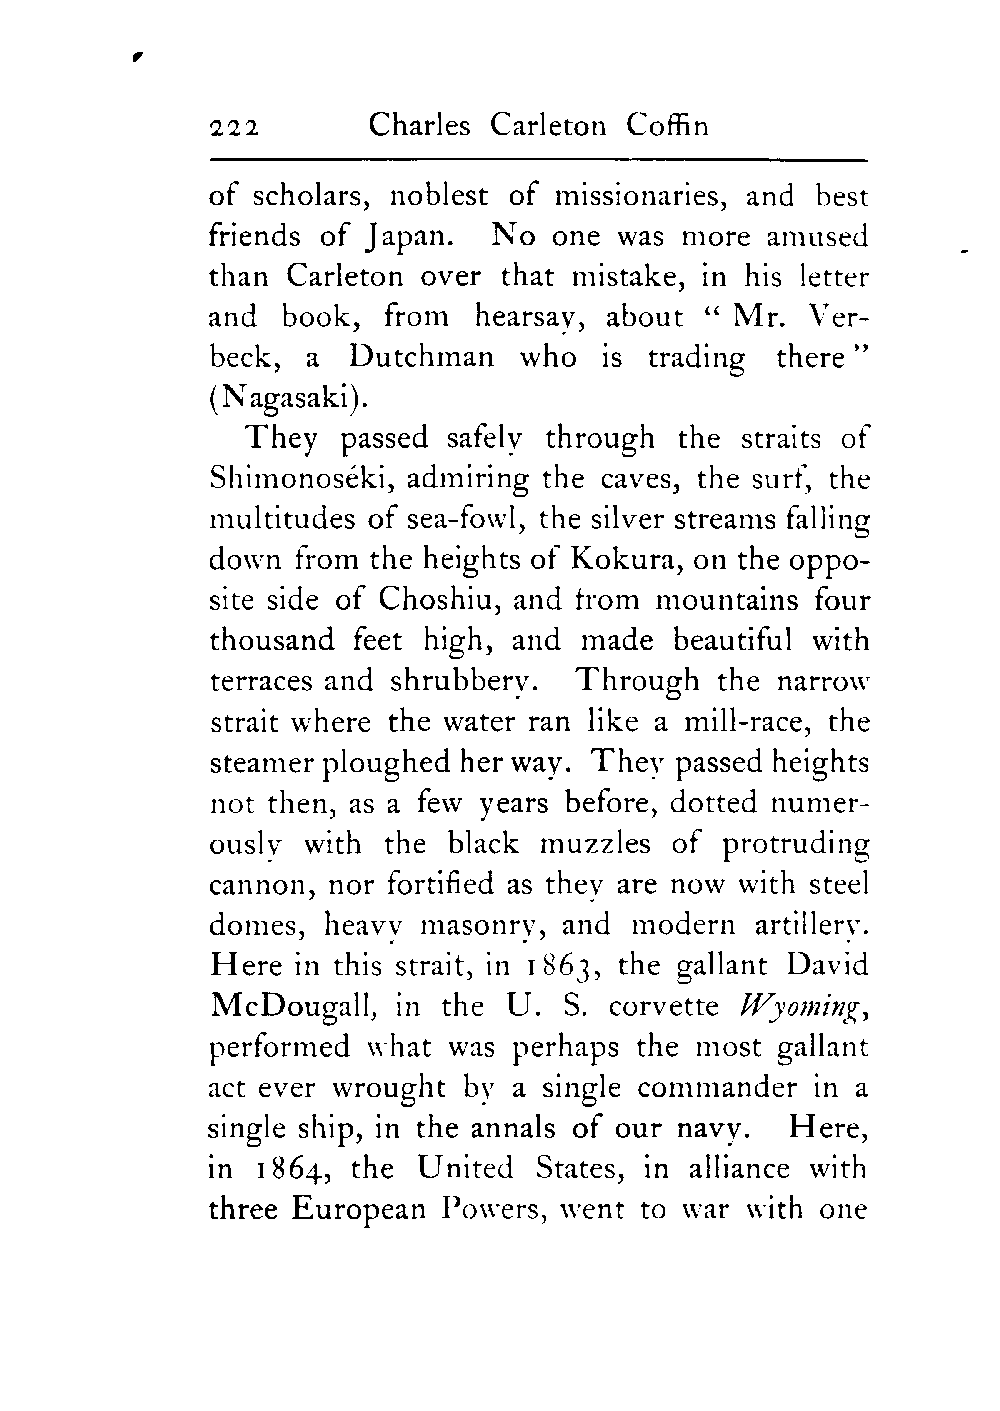 222 Charles Carleton Coffin
of scholars, noblest of missionaries, and best
friends of Japan. No one was more amused
than Carleton over that mistake, in his letter
and book, from hearsay, about “ Mr. Ver-
beck, a Dutchman who is trading there ”
(Nagasaki).
They passed safely through the straits of
Shimonoséki, admiring the caves, the surf, the
multitudes of sea-fowl, the silver streams falling
down from the heights of Kokura, on the oppo-
site side of Choshiu, and from mountains four
thousand feet high, and made beautiful with
terraces and shrubbery. Through the narrow
strait where the water ran like a mill-race, the
steamer ploughed her way. They passed heights
not then, as a few years before, dotted numer-
ously with the black muzzles of protruding
cannon, nor fortified as they are now with steel
domes, heavy masonry, and modern artillery.
Here in this strait, in 1863, the gallant David
McDougall, in the U. S. corvette Wyoming,
performed what was perhaps the most gallant
act ever wrought by a single commander in a
single ship, in the annals of our navy. Here,
in 1864, the United States, in alliance with
three European Powers, went to war with one